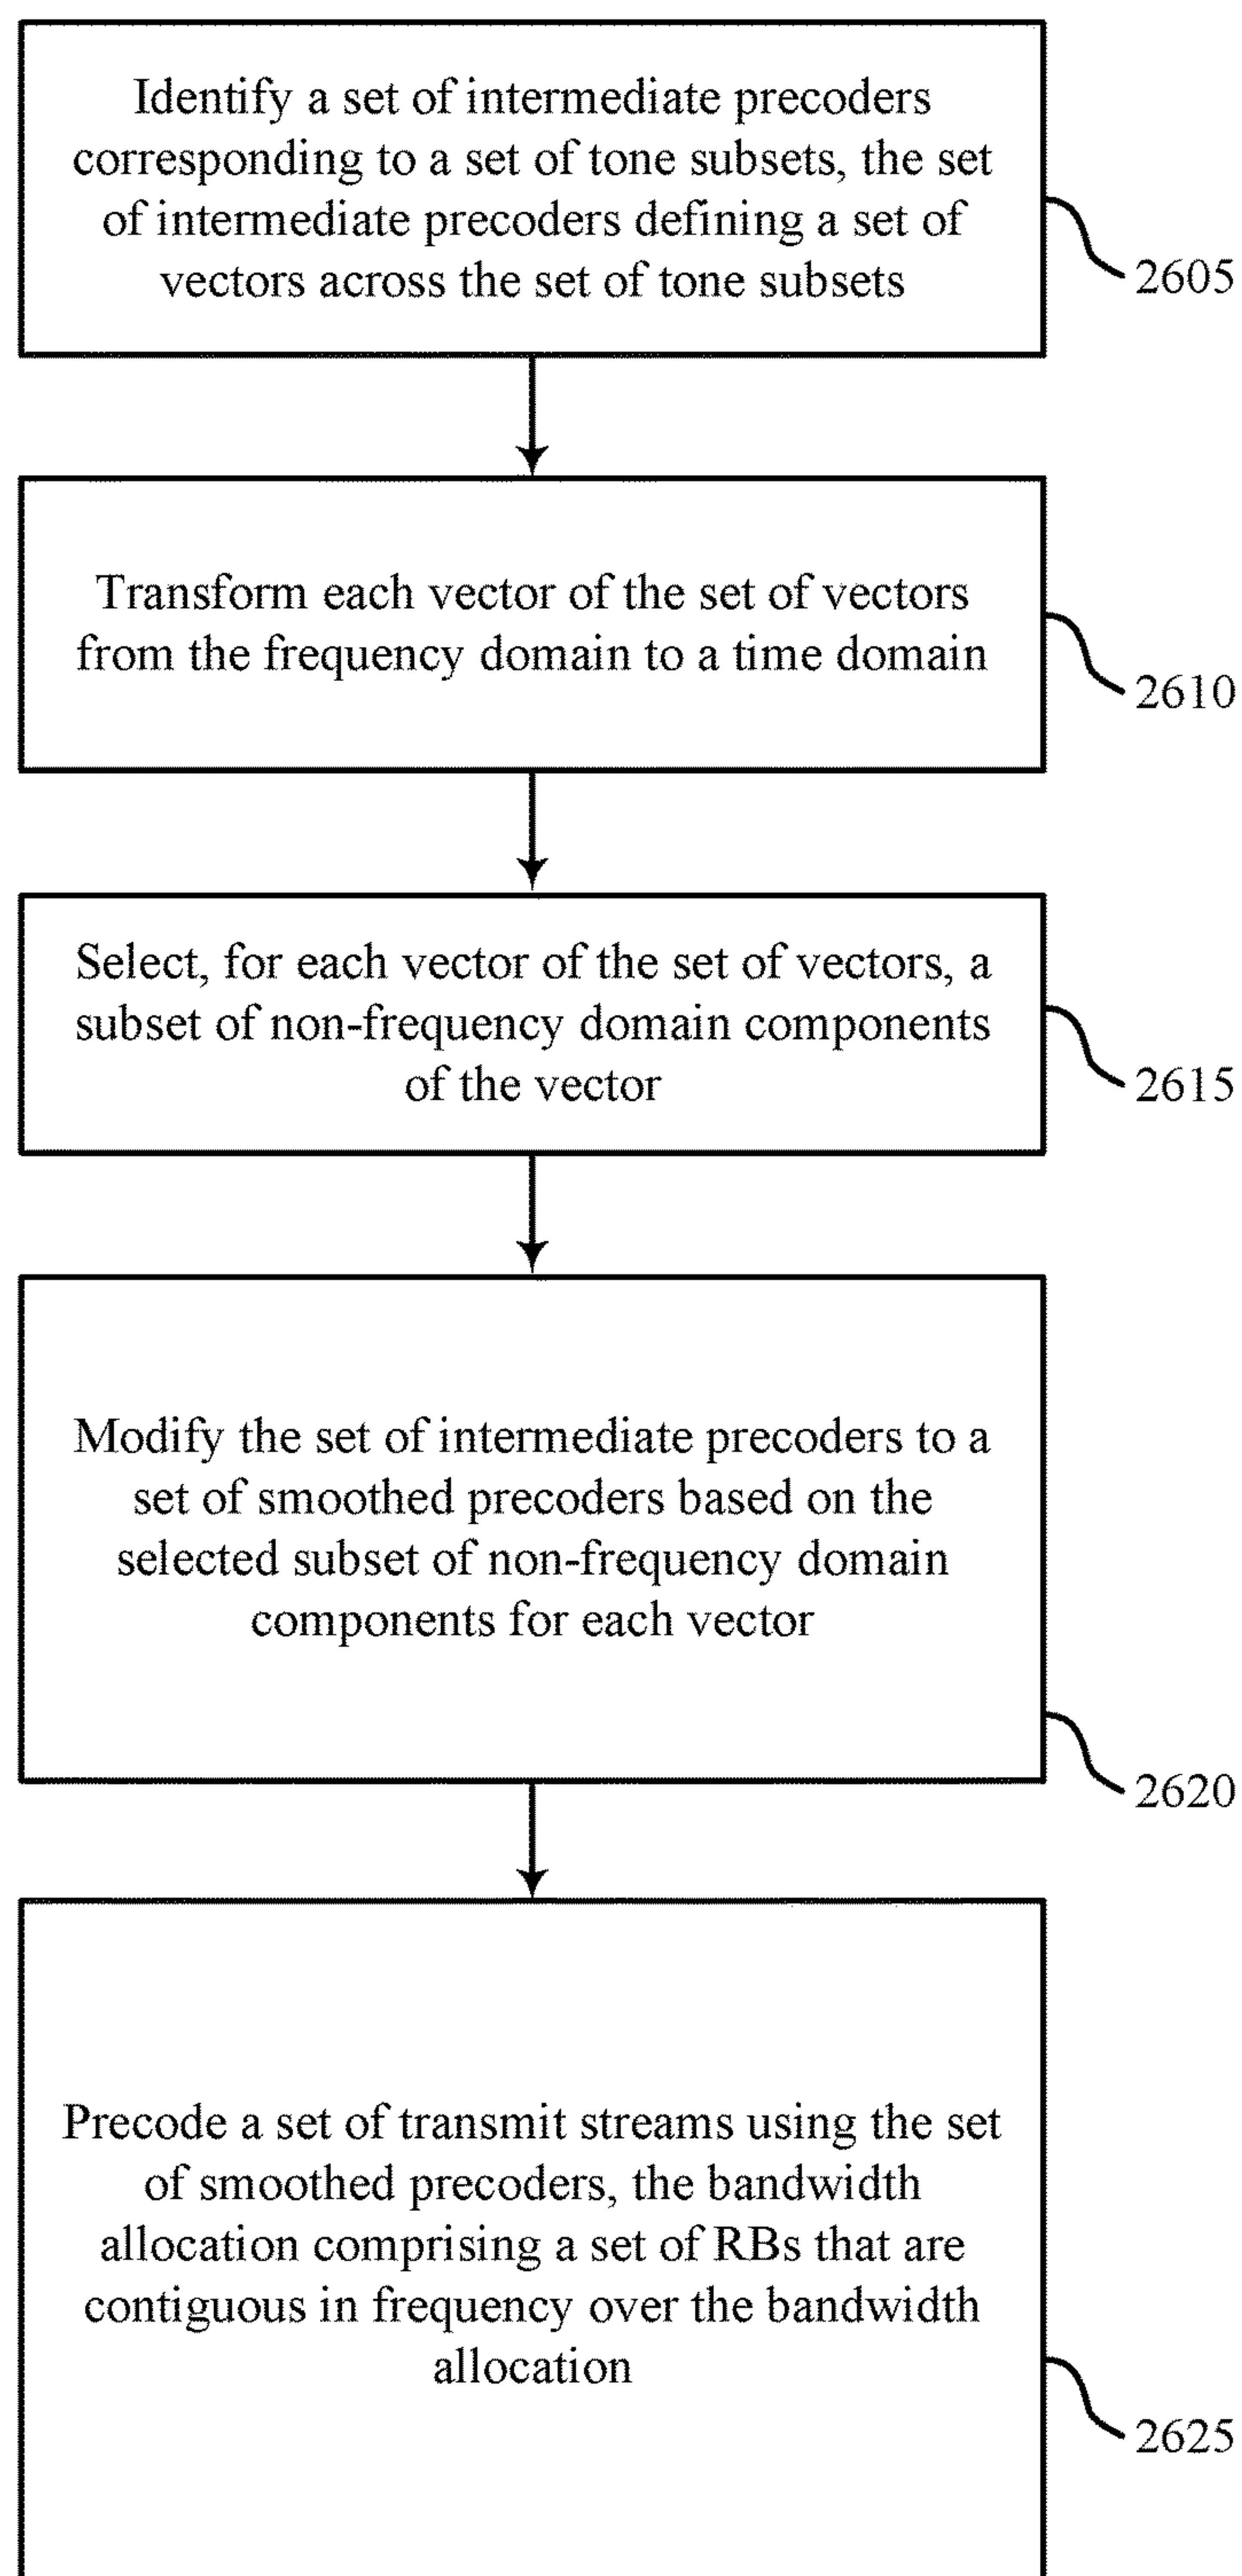 Identify a set of intermediate precoders
corresponding to a set of tone subsets, the set
of intermediate precoders defining a set of
vectors across the set of tone subsets
2605
Transform each vector of the set of vectors
from the frequency domain to a time domain
2610
Select, for each vector of the set of vectors, a
subset of non-frequency domain components
of the vector
2615
Modify the set of intermediate precoders to a
set of smoothed precoders based on the
selected subset of non-frequency domain
components for each vector
2620
Precode a set of transmit streams using the set
of smoothed precoders, the bandwidth
allocation comprising a set of RBs that are
contiguous in frequency over the bandwidth
allocation
2625